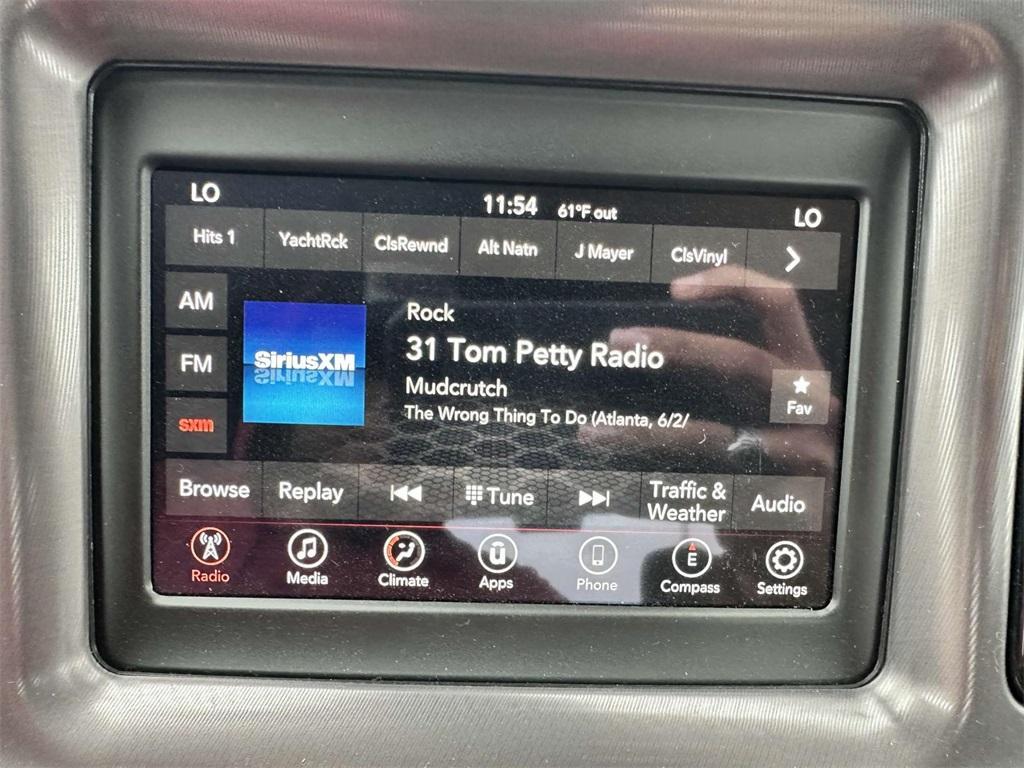 LO 11:54 61°F out LO
Hits 1 YachtRck ClsRewnd Alt Natn J Mayer ClsVinyl
AM
FM
sxm
SiriusXM
SiriusXM
Rock
31 Tom Petty Radio
Mudcrutch
The Wrong Thing To Do (Atlanta, 6/2/
Fav
Browse Replay Tune Traffic &
Weather Audio
Radio Media Climate ū Apps Phone E Compass Settings